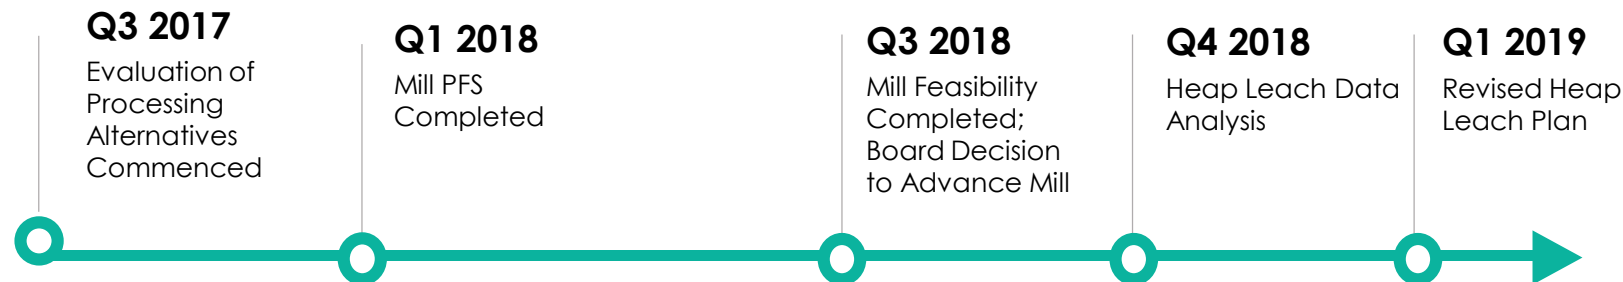 Q3 2017
Evaluation of
Processing
Alternatives
Commenced
Q1 2018
Mill PFS
Completed
Q3 2018
Mill Feasibility
Completed;
Board Decision
to Advance Mill
Q4 2018
Heap Leach Data
Analysis
Q1 2019
Revised Heap
Leach Plan